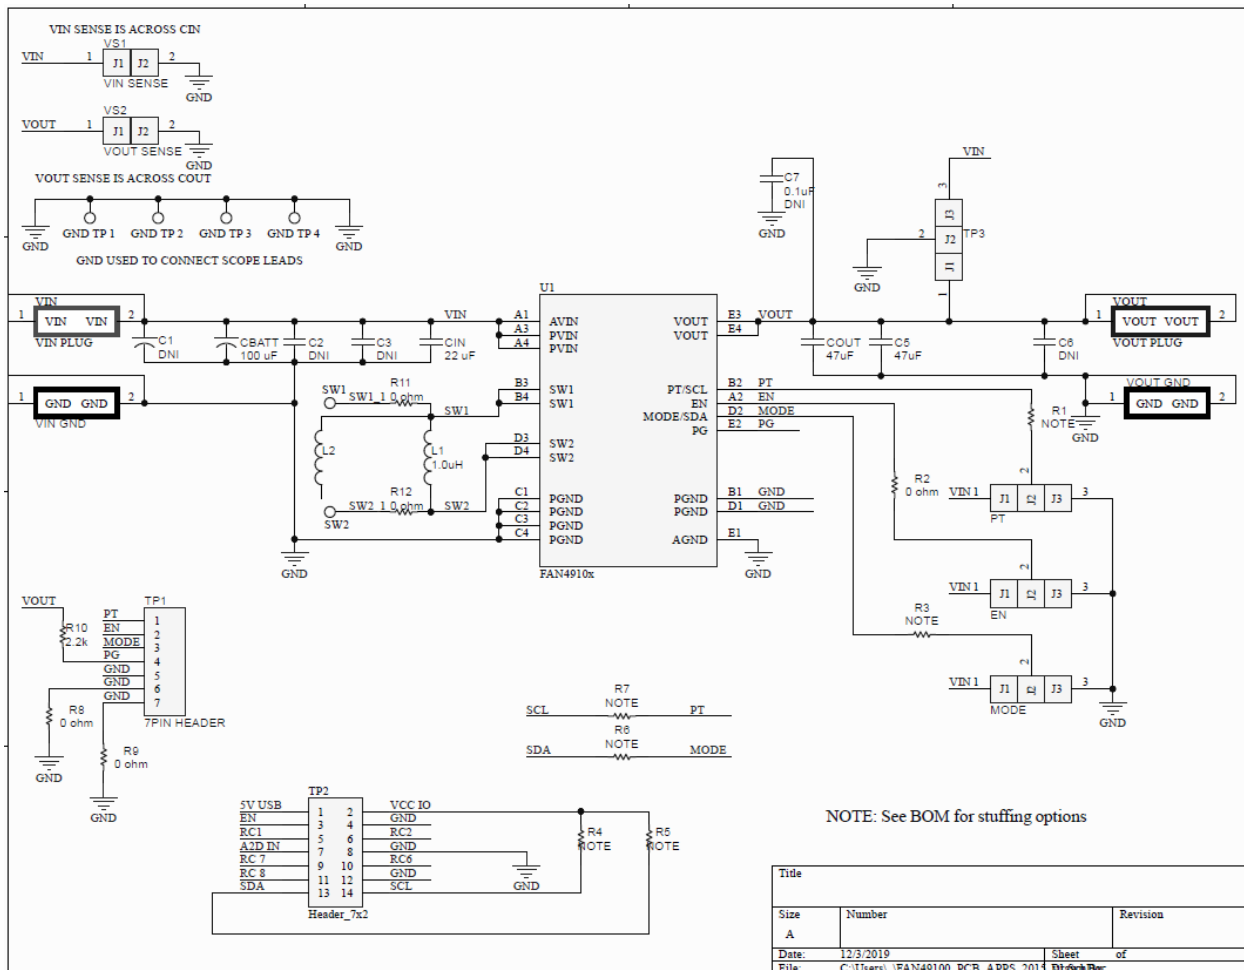 VIN SENSE IS ACROSS CIN
VS1
VIN 1 J1 J2 2
VIN SENSE
GND
VS2
VOUT 1 J1 J2 2
VOUT SENSE
GND
VOUT SENSE IS ACROSS COUT
GND GND TP 1 GND TP 2 GND TP 3 GND TP 4 GND
GND USED TO CONNECT SCOPE LEADS
VIN
1 VIN VIN 2
VIN PLUG
C1
DNI
CBATT
100 uF
C2
DNI
C3
DNI
CIN
22 uF
VIN
1 GND GND 2
VIN GND
SW1
R11
SW1_1 0 ohm
SW1
L2
L1
1.0uH
R12
SW2_1 0 ohm
SW2
SW2
GND
U1
A1 AVIN
A3 PVIN
A4 PVIN
B3 SW1
B4 SW1
D3 SW2
D4 SW2
C1 PGND
C2 PGND
C3 PGND
C4 PGND
VOUT E3 VOUT
VOUT E4
PT/SCL B2 PT
EN A2 EN
MODE/SDA D2 MODE
PG E2 PG
PGND B1 GND
PGND D1 GND
AGND E1
GND
FAN4910x
C7
0.1uF
DNI
GND
VIN
3
J3
2 J2 TP3
J1
1
GND
COUT
47uF
C5
47uF
C6
DNI
VOUT
1 VOUT VOUT 2
VOUT PLUG
VOUT GND
1 GND GND 2
GND
R1
NOTE
R2
0 ohm
2
VIN 1 J1 J2 J3 3
PT
2
VIN 1 J1 J2 J3 3
EN
R3
NOTE
2
VIN 1 J1 J2 J3 3
MODE
GND
VOUT
R10
2.2k
TP1
PT 1
EN 2
MODE 3
PG 4
GND 5
GND 6
GND 7
7PIN HEADER
R8
0 ohm
GND
R9
0 ohm
GND
R7
NOTE
SCL PT
R6
NOTE
SDA MODE
TP2
5V USB 1 2 VCC IO
EN 3 4 GND
RC1 5 6 RC2
A2D IN 7 8 GND
RC 7 9 10 RC6
RC 8 11 12 GND
SDA 13 14 SCL
Header_7x2
GND
R4
NOTE
R5
NOTE
NOTE: See BOM for stuffing options
Title
Size Number Revision
A
Date: 12/3/2019 Sheet of
File: C:\Users\..\FAN49100_PCB_APPS_2015